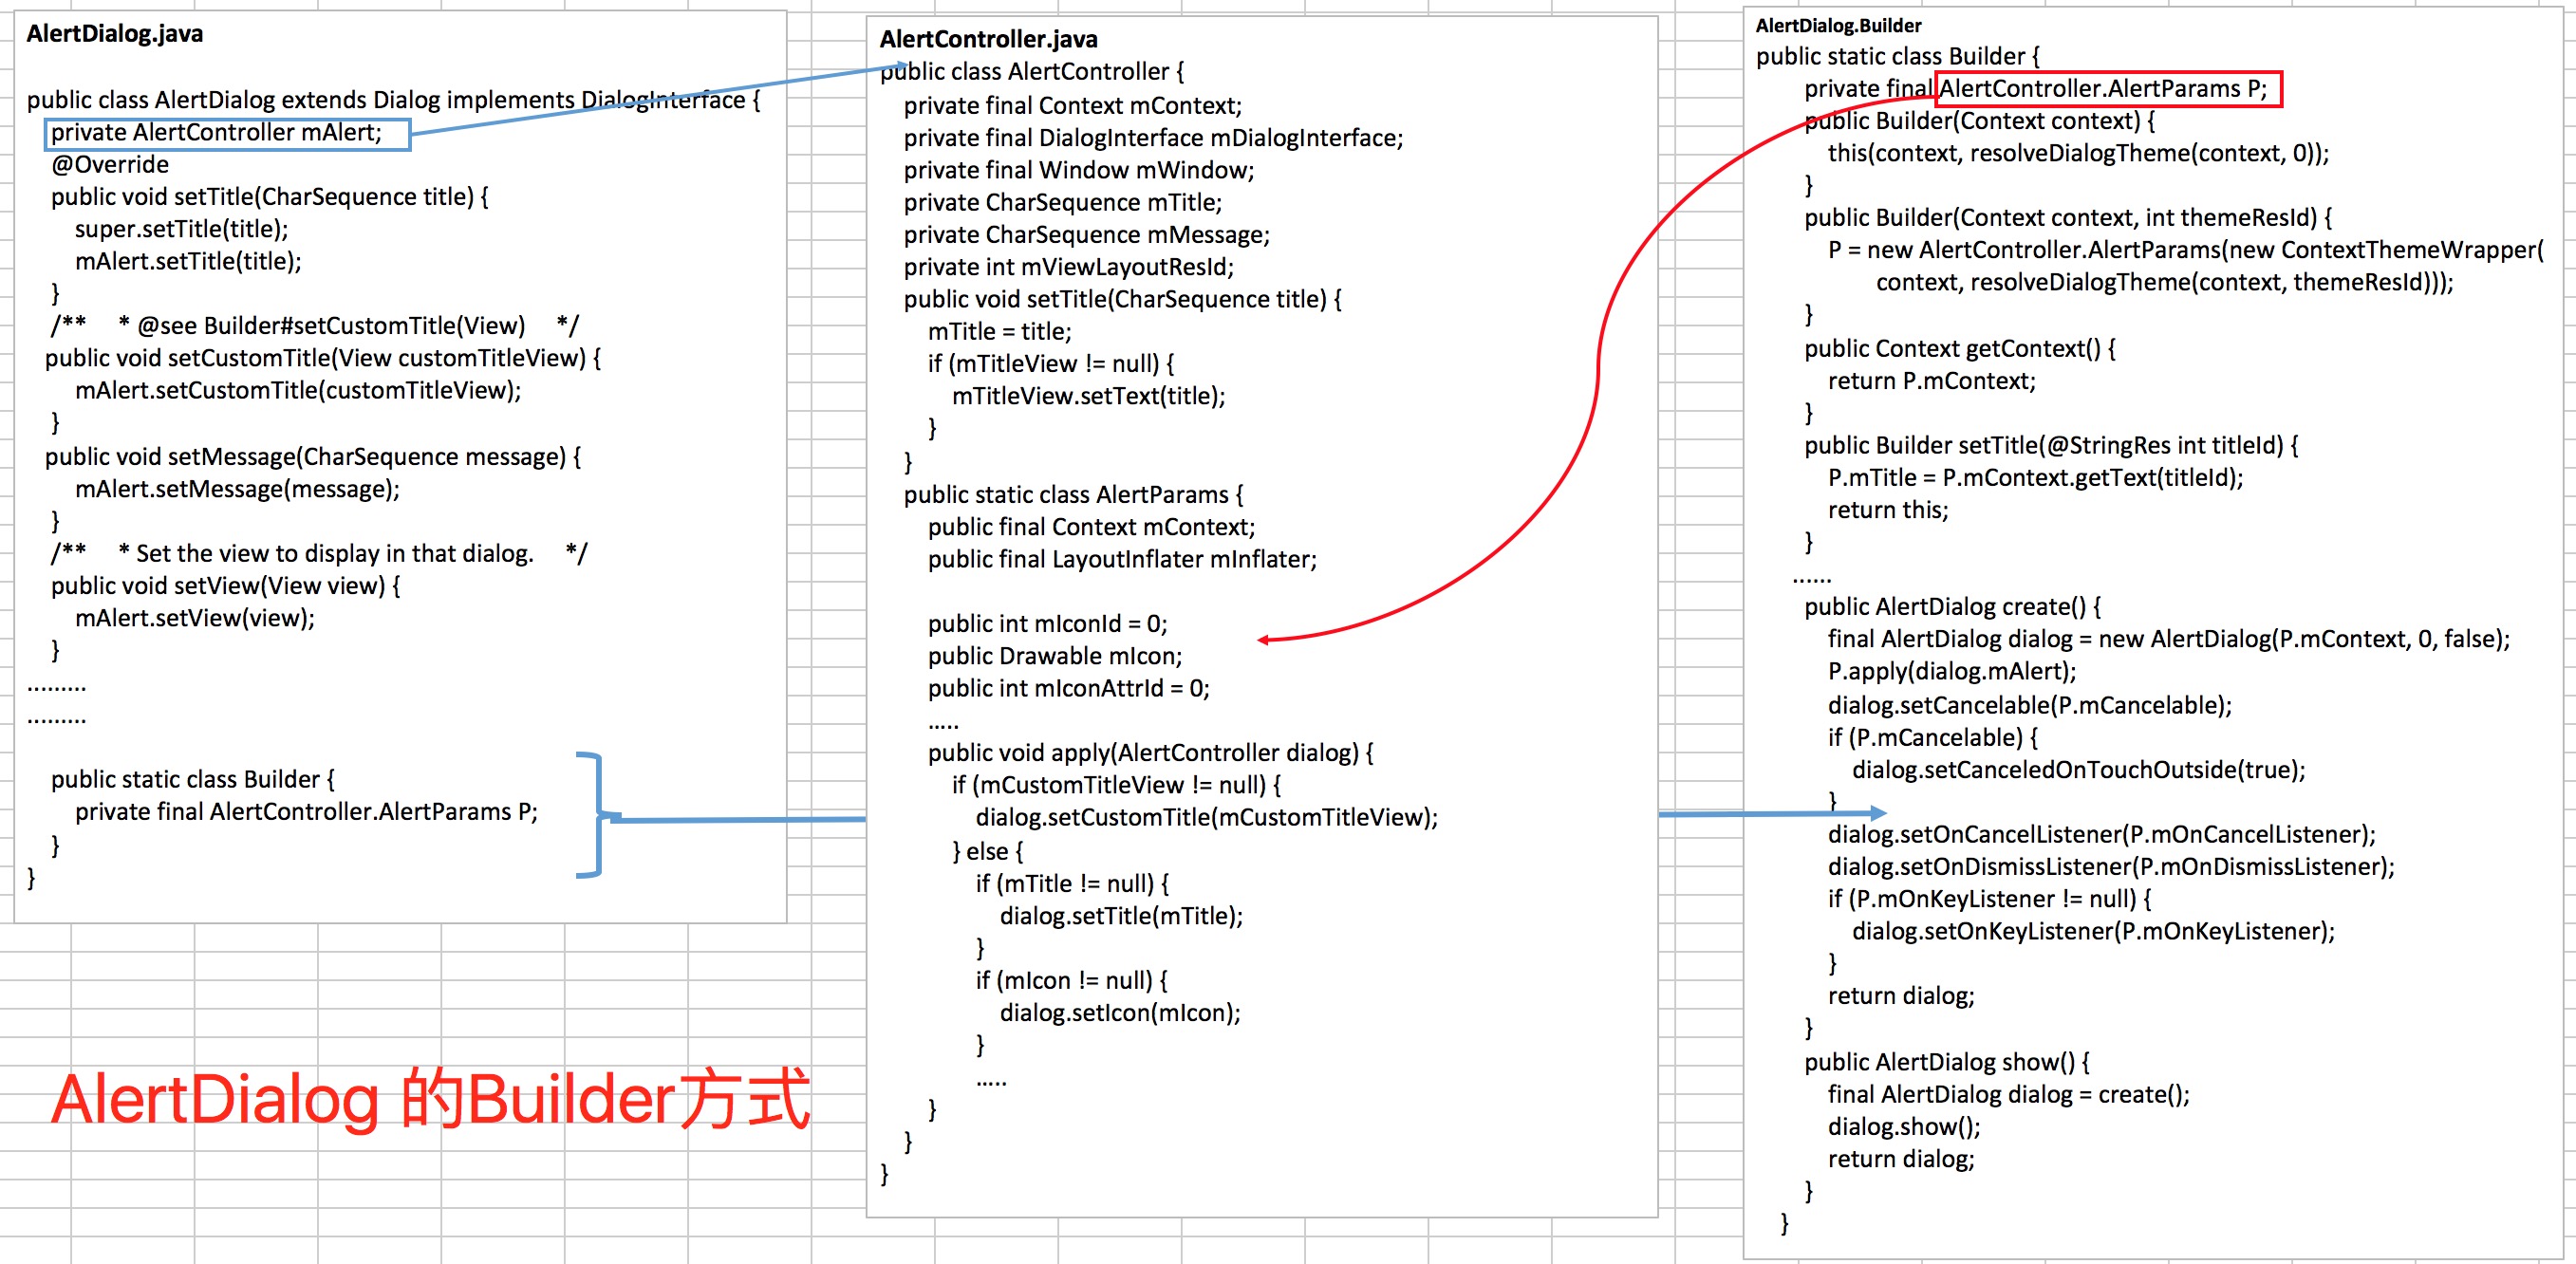 AlertDialog.java
public class AlertDialog extends Dialog implements DialogInterface {
private AlertController mAlert;
@Override
public void setTitle(CharSequence title) {
super.setTitle(title);
mAlert.setTitle(title);
}
/** * @see Builder#setCustomTitle(View) */
public void setCustomTitle(View customTitleView) {
mAlert.setCustomTitle(customTitleView);
}
public void setMessage(CharSequence message) {
mAlert.setMessage(message);
}
/** * Set the view to display in that dialog. */
public void setView(View view) {
mAlert.setView(view);
}
.........
.........
public static class Builder {
private final AlertController.AlertParams P;
}
}
AlertDialog 的Builder方式
AlertController.java
public class AlertController {
private final Context mContext;
private final DialogInterface mDialogInterface;
private final Window mWindow;
private CharSequence mTitle;
private CharSequence mMessage;
private int mViewLayoutResId;
public void setTitle(CharSequence title) {
mTitle = title;
if (mTitleView != null) {
mTitleView.setText(title);
}
}
public static class AlertParams {
public final Context mContext;
public final LayoutInflater mInflater;
public int mIconId = 0;
public Drawable mIcon;
public int mIconAttrId = 0;
.....
public void apply(AlertController dialog) {
if (mCustomTitleView != null) {
dialog.setCustomTitle(mCustomTitleView);
} else {
if (mTitle != null) {
dialog.setTitle(mTitle);
}
if (mIcon != null) {
dialog.setIcon(mIcon);
}
.....
}
}
}
AlertDialog.Builder
public static class Builder {
private final AlertController.AlertParams P;
public Builder(Context context) {
this(context, resolveDialogTheme(context, 0));
}
public Builder(Context context, int themeResId) {
P = new AlertController.AlertParams(new ContextThemeWrapper(
context, resolveDialogTheme(context, themeResId)));
}
public Context getContext() {
return P.mContext;
}
public Builder setTitle(@StringRes int titleId) {
P.mTitle = P.mContext.getText(titleId);
return this;
}
......
public AlertDialog create() {
final AlertDialog dialog = new AlertDialog(P.mContext, 0, false);
P.apply(dialog.mAlert);
dialog.setCancelable(P.mCancelable);
if (P.mCancelable) {
dialog.setCanceledOnTouchOutside(true);
}
dialog.setOnCancelListener(P.mOnCancelListener);
dialog.setOnDismissListener(P.mOnDismissListener);
if (P.mOnKeyListener != null) {
dialog.setOnKeyListener(P.mOnKeyListener);
}
return dialog;
}
public AlertDialog show() {
final AlertDialog dialog = create();
dialog.show();
return dialog;
}
}